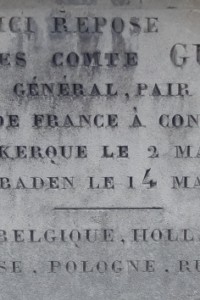 ICI REPOSE
ES COMTE GU
GÉNÉRAL, PAIR
DE FRANCE À CON
KERQUE LE 2 MA
BADEN LE 14 MA
BELGIQUE, HOLL
SE, POLOGNE, RU